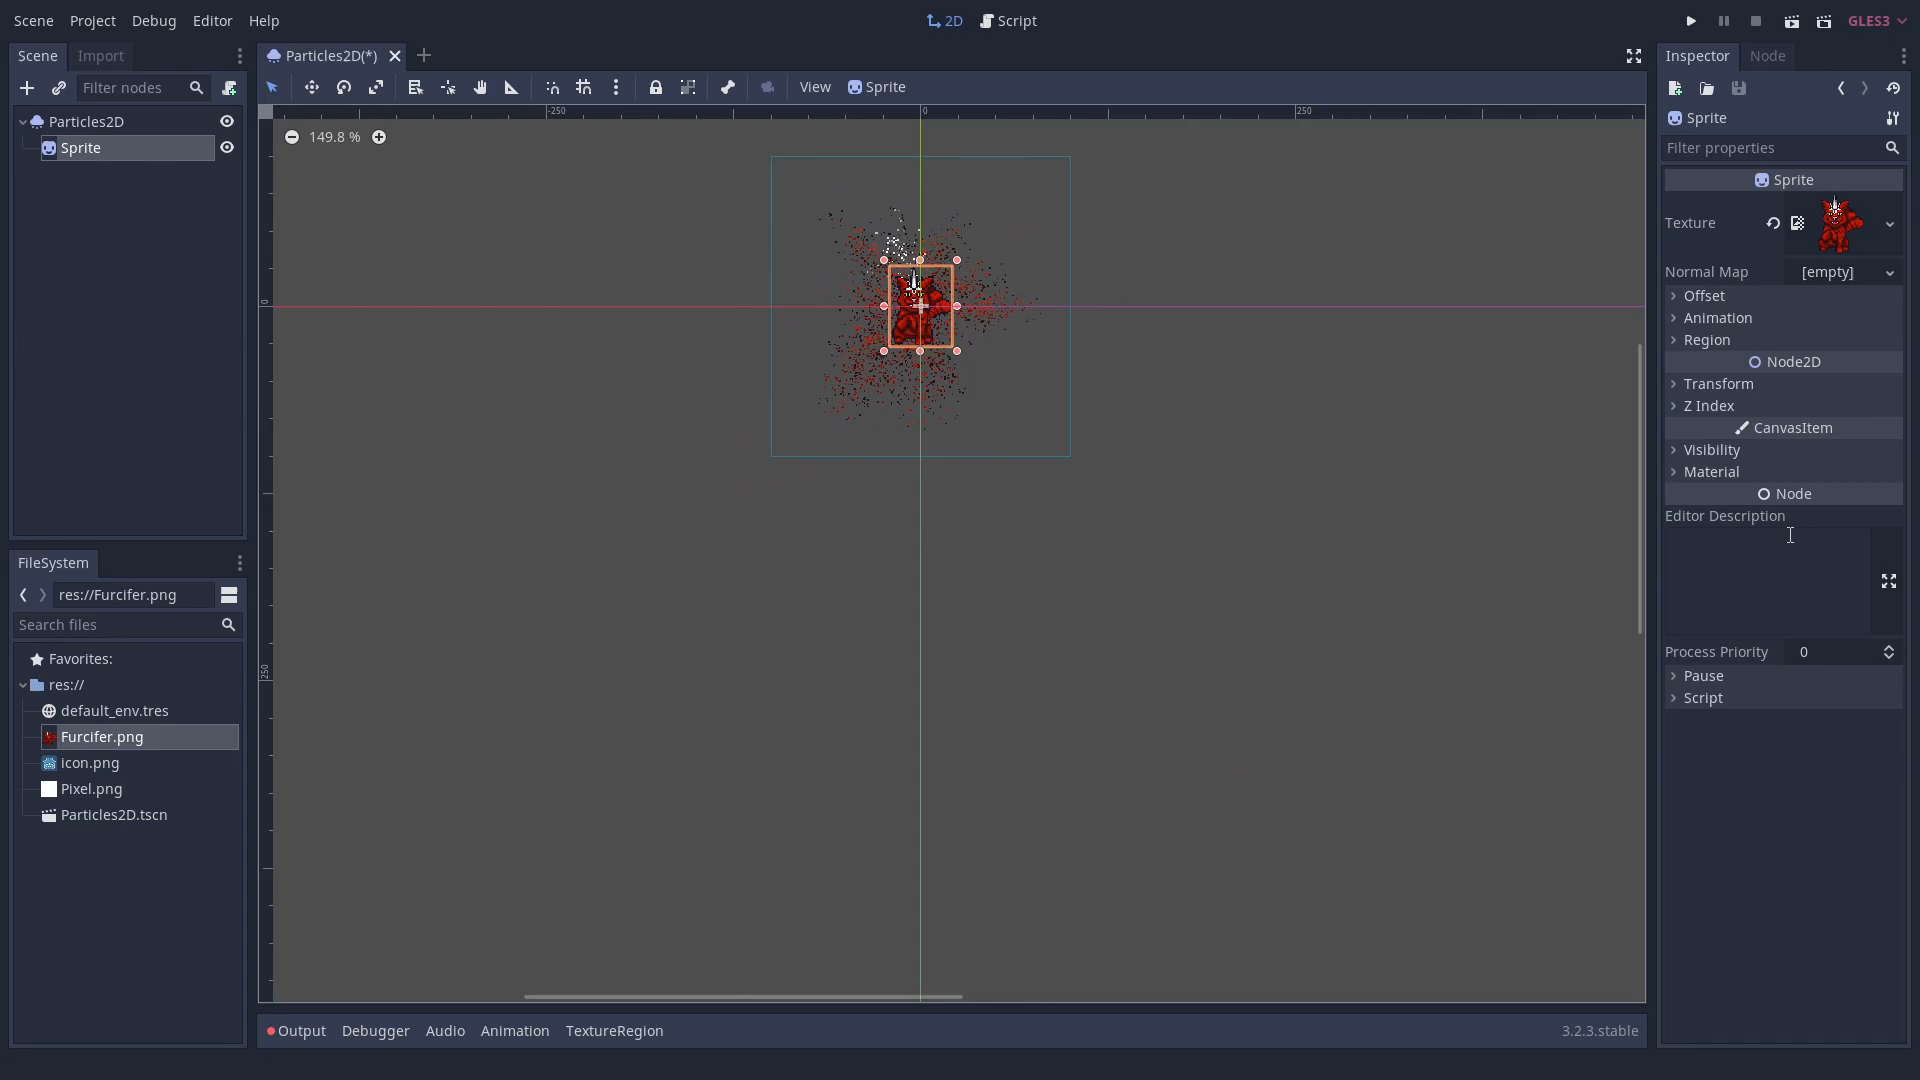 Scene Project Debug Editor Help
2D Script
GLES3
Scene Import
Filter nodes
Particles2D
Sprite
FileSystem
res://Furcifer.png
Search files
Favorites:
res://
default_env.tres
Furcifer.png
icon.png
Pixel.png
Particles2D.tscn
Particles2D(*)
View Sprite
-250 0 250
149.8 %
0
250
Output Debugger Audio Animation TextureRegion 3.2.3.stable
Inspector Node
Sprite
Filter properties
Sprite
Texture
Normal Map [empty]
Offset
Animation
Region
Node2D
Transform
Z Index
CanvasItem
Visibility
Material
Node
Editor Description
Process Priority 0
Pause
Script